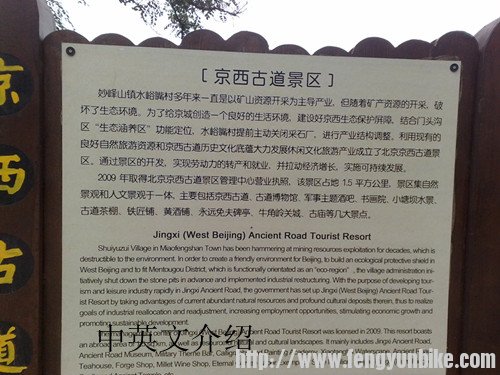 京西古道
[ 京西古道景区 ]
妙峰山镇水峪嘴村多年来一直是以矿山资源开采为主导产业，但随着矿产资源的开采，破
坏了生态环境。为了给京城创造一个良好的生活环境，建设好京西生态保护屏障，结合门头沟
区“生态涵养区”功能定位，水峪嘴村提前主动关闭采石厂，进行产业结构调整。利用现有的
良好自然旅游资源和京西古道历史文化底蕴大力发展休闲文化旅游产业成立了北京京西古道景
区。通过景区的开发，实现劳动力的转产和就业，并拉动经济增长，实施可持续发展。
2009 年取得北京京西古道景区管理中心营业执照，该景区占地 1.5 平方公里，景区集自然
景观和人文景观于一体，主要包括京西古道、古道博物馆、军事主题酒吧、书画院、小塘坝水景、
古道茶棚、铁匠铺、黄酒铺、永远免夫碑亭、牛角岭关城、古庙等几大景点。
Jingxi (West Beijing) Ancient Road Tourist Resort
Shuiyuzui Village in Miaofengshan Town has been hammering at mining resources exploitation for decades, which is
destructible to the environment. In order to create a friendly environment for Beijing, to build an ecological protective shield in
West Beijing and to fit Mentougou District, which is functionally orientated as an "eco-region" , the village administration ini-
tiatively shut down the stone pits in advance and implemented industrial restructuring. With the purpose of developing tour-
ism and leisure industry rapidly in Jingxi Ancient Road, the government has set up Jingxi (West Beijing) Ancient Road Tour-
ist Resort by taking advantages of current abundant natural resources and profound cultural deposits therein, thus to realize
goals of industrial reallocation and readjustment, increasing employment opportunities, stimulating economic growth and
promoting sustainable development.
Jingxi (West Beijing) Ancient Road Tourist Resort was licensed in 2009. This resort boasts
an abroad area of cultural landscapes. It mainly includes Jingxi Ancient Road,
Ancient Road Museum, Military Theme Bar, Ancient Road
Teahouse, Forge Shop, Millet Wine Shop, Eternal
Ancient Temple, etc.
中英文介绍
http://www.fengyonbike.com